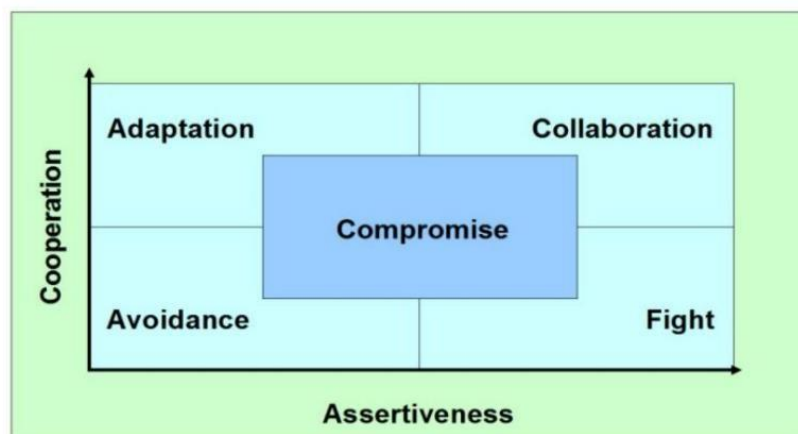 Adaptation
Collaboration
Cooperation
Compromise
Avoidance
Fight
Assertiveness